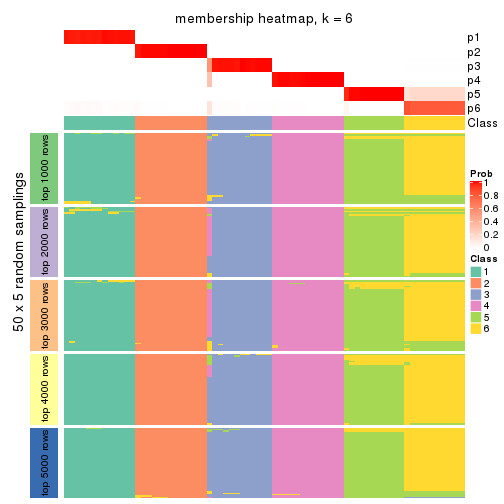 membership heatmap, k = 6
p1
p2
p3
p4
p5
p6
Class
50 x 5 random samplings
top 1000 rows
top 2000 rows
top 3000 rows
top 4000 rows
top 5000 rows
Prob
1
0.8
0.6
0.4
0.2
0
Class
1
2
3
4
5
6